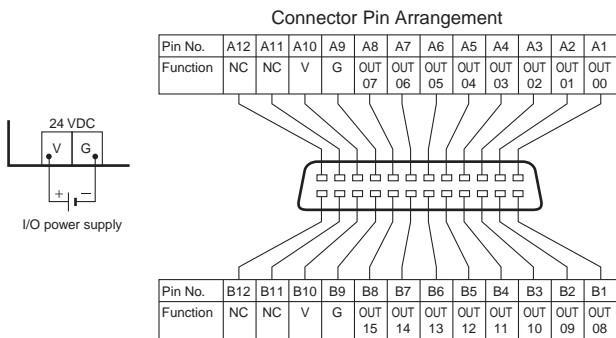 Connector Pin Arrangement
Pin No. A12 A11 A10 A9 A8 A7 A6 A5 A4 A3 A2 A1
Function NC NC V G OUT 07 OUT 06 OUT 05 OUT 04 OUT 03 OUT 02 OUT 01 OUT 00
24 VDC
V G
+ −
I/O power supply
Pin No. B12 B11 B10 B9 B8 B7 B6 B5 B4 B3 B2 B1
Function NC NC V G OUT 15 OUT 14 OUT 13 OUT 12 OUT 11 OUT 10 OUT 09 OUT 08